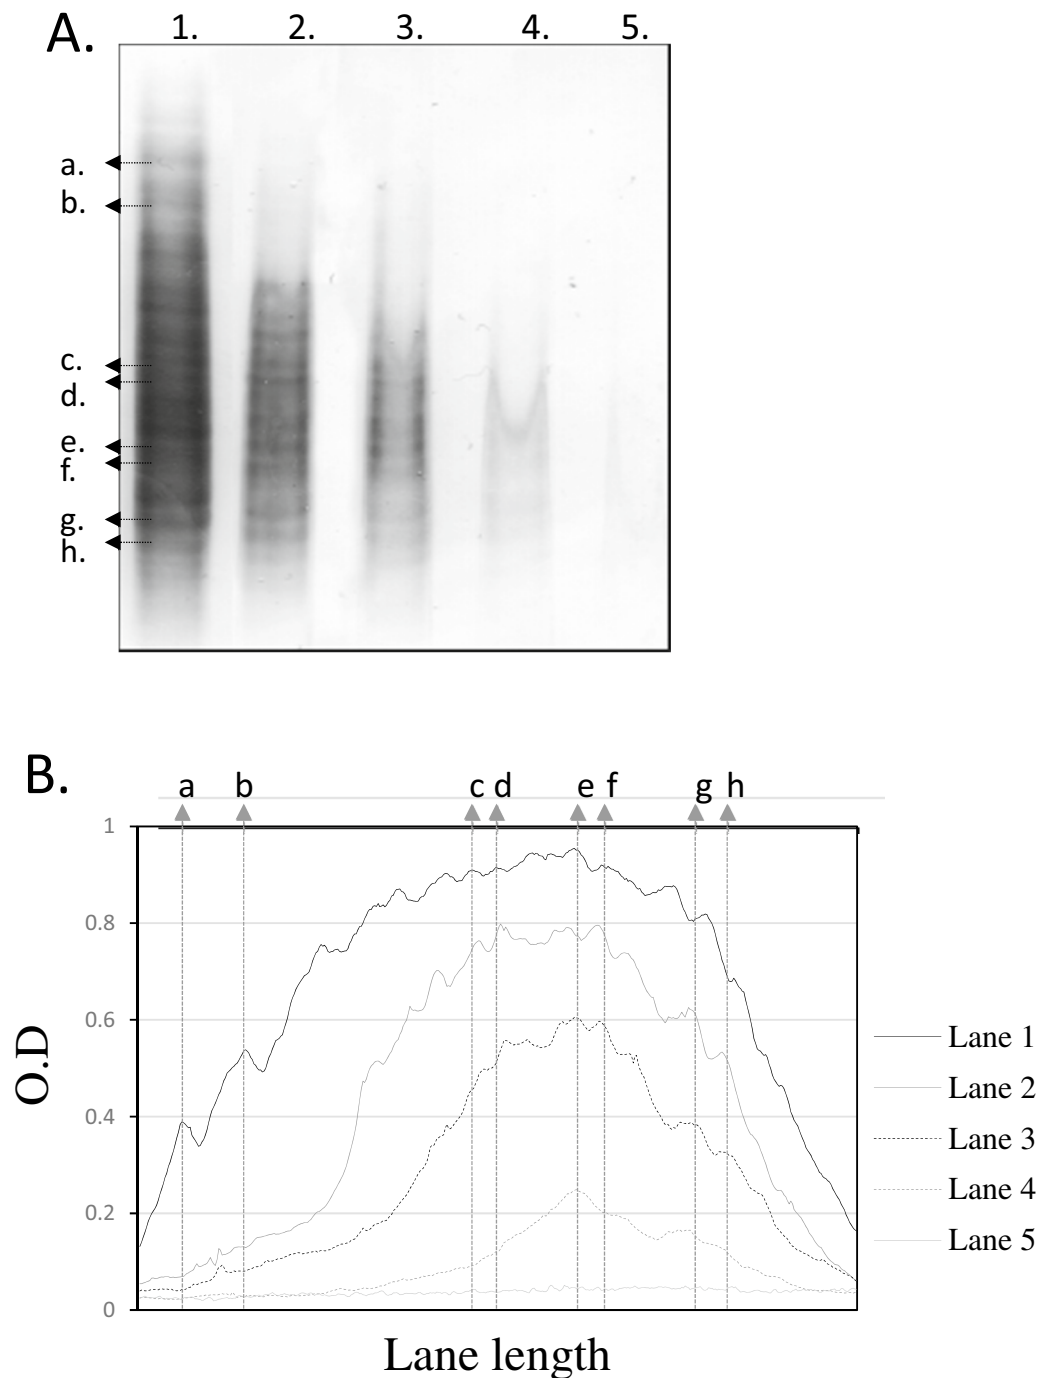 A.
1. 2. 3. 4. 5.
a.
b.
c.
d.
e.
f.
g.
h.
B.
a b c d e f g h
1
0.8
0.6
0.4
0.2
0
O.D
Lane length
Lane 1
Lane 2
Lane 3
Lane 4
Lane 5